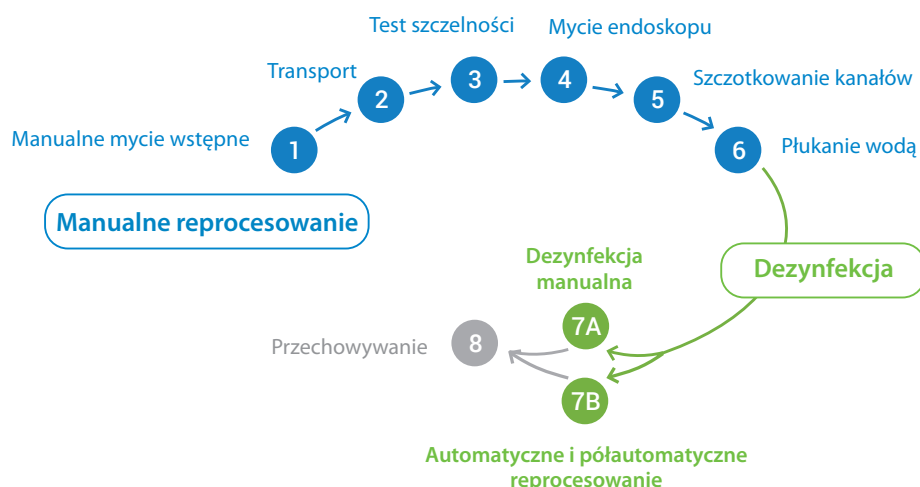 Test szczelności
Mycie endoskopu
Transport
3
4
Szczotkowanie kanałów
2
5
Manualne mycie wstępne
1
6
Płukanie wodą
Manualne reprocesowanie
Dezynfekcja
manualna
Dezynfekcja
7A
Przechowywanie
8
7B
Automatyczne i półautomatyczne
reprocesowanie